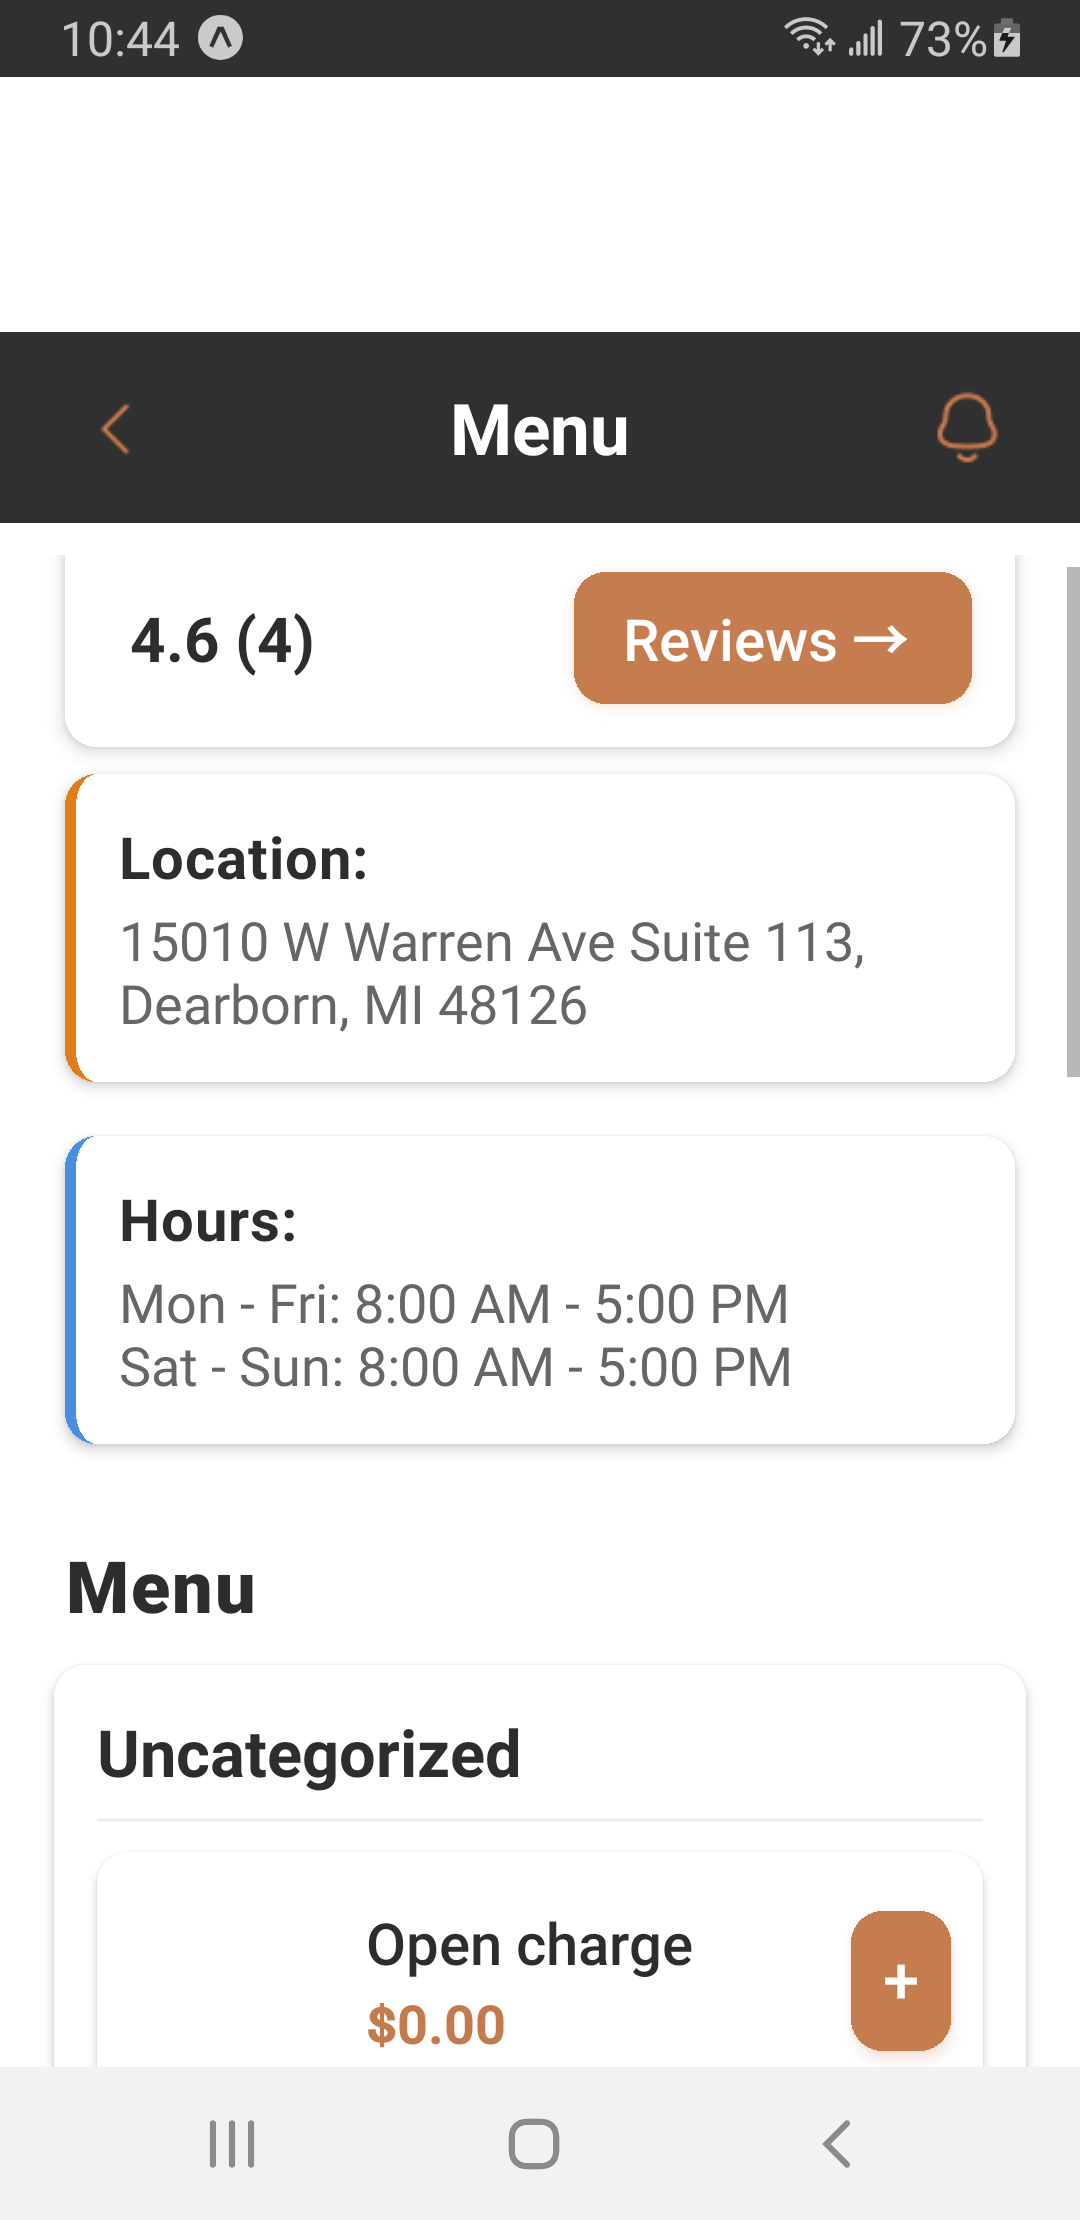 10:44 73%
Menu
4.6 (4) Reviews →
Location:
15010 W Warren Ave Suite 113,
Dearborn, MI 48126
Hours:
Mon - Fri: 8:00 AM - 5:00 PM
Sat - Sun: 8:00 AM - 5:00 PM
Menu
Uncategorized
Open charge
$0.00
+